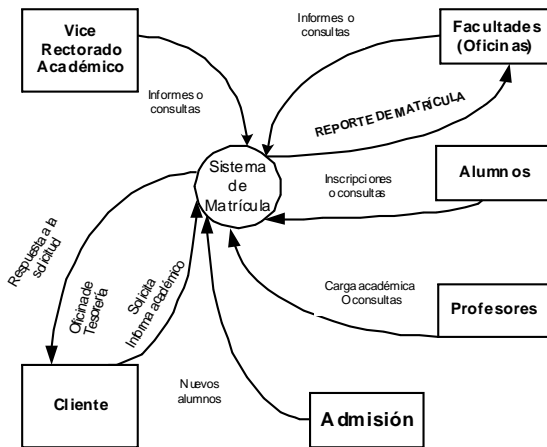 Vice
Rectorado
Académico
Informes o
consultas
Informes o
consultas
Facultades
(Oficinas)
REPORTE DE MATRÍCULA
Sistema
de
Matrícula
Inscripciones
o consultas
Alumnos
Carga académica
O consultas
Profesores
Respuesta a la
solicitud
Oficina de
Tesorería
Solicita
Informa académico
Cliente
Nuevos
alumnos
Admisión